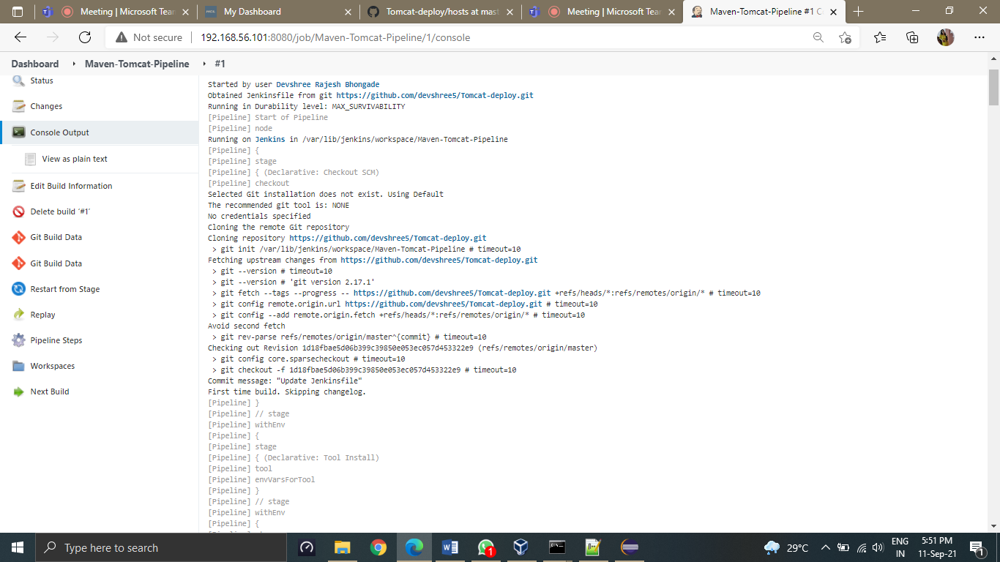 Meeting | Microsoft Tean
My Dashboard
Tomcat-deploy/hosts at mast
Meeting | Microsoft Tean
Maven-Tomcat-Pipeline #1 C
Not secure
192.168.56.101:8080/job/Maven-Tomcat-Pipeline/1/console
Dashboard
Maven-Tomcat-Pipeline
#1
Status
Changes
Console Output
View as plain text
Edit Build Information
Delete build '#1'
Git Build Data
Git Build Data
Restart from Stage
Replay
Pipeline Steps
Workspaces
Next Build
Started by user Devshree Rajesh Bhongade
Obtained Jenkinsfile from git https://github.com/devshree5/Tomcat-deploy.git
Running in Durability level: MAX_SURVIVABILITY
[Pipeline] Start of Pipeline
[Pipeline] node
Running on Jenkins in /var/lib/jenkins/workspace/Maven-Tomcat-Pipeline
[Pipeline] {
[Pipeline] stage
[Pipeline] { (Declarative: Checkout SCM)
[Pipeline] checkout
Selected Git installation does not exist. Using Default
The recommended git tool is: NONE
No credentials specified
Cloning the remote Git repository
Cloning repository https://github.com/devshree5/Tomcat-deploy.git
> git init /var/lib/jenkins/workspace/Maven-Tomcat-Pipeline # timeout=10
Fetching upstream changes from https://github.com/devshree5/Tomcat-deploy.git
> git --version # timeout=10
> git --version # 'git version 2.17.1'
> git fetch --tags --progress -- https://github.com/devshree5/Tomcat-deploy.git +refs/heads/*:refs/remotes/origin/* # timeout=10
> git config remote.origin.url https://github.com/devshree5/Tomcat-deploy.git # timeout=10
> git config --add remote.origin.fetch +refs/heads/*:refs/remotes/origin/* # timeout=10
Avoid second fetch
> git rev-parse refs/remotes/origin/master^{commit} # timeout=10
Checking out Revision 1d18fbae5d06b399c39850e053ec057d453322e9 (refs/remotes/origin/master)
> git config core.sparsecheckout # timeout=10
> git checkout -f 1d18fbae5d06b399c39850e053ec057d453322e9 # timeout=10
Commit message: "Update Jenkinsfile"
First time build. Skipping changelog.
[Pipeline] }
[Pipeline] // stage
[Pipeline] withEnv
[Pipeline] {
[Pipeline] stage
[Pipeline] { (Declarative: Tool Install)
[Pipeline] tool
[Pipeline] envVarsForTool
[Pipeline] }
[Pipeline] // stage
[Pipeline] withEnv
[Pipeline] {
Type here to search
1
29°C
ENG
IN
5:51 PM
11-Sep-21
1